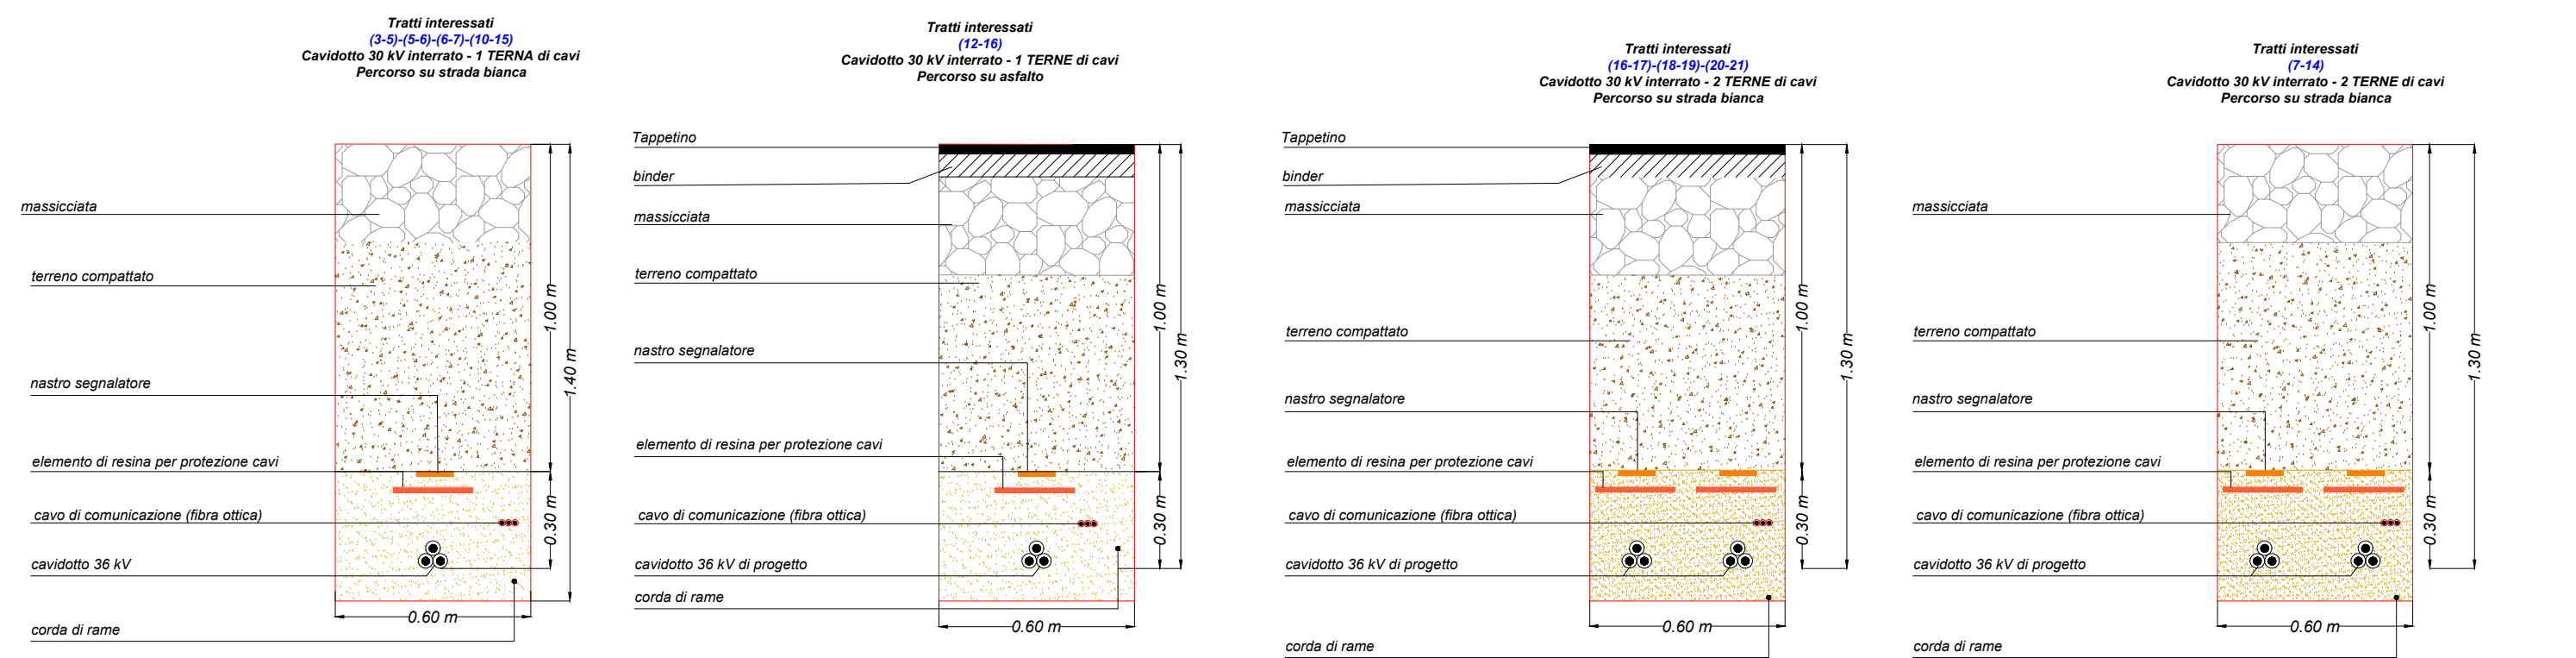 Tratti interessati
(3-5)-(5-6)-(6-7)-(10-15)
Cavidotto 30 kV interrato - 1 TERNA di cavi
Percorso su strada bianca
massicciata
terreno compattato
nastro segnalatore
elemento di resina per protezione cavi
cavo di comunicazione (fibra ottica)
cavidotto 36 kV
corda di rame
1.00 m
1.40 m
0.30 m
0.60 m
Tratti interessati
(12-16)
Cavidotto 30 kV interrato - 1 TERNE di cavi
Percorso su asfalto
Tappetino
binder
massicciata
terreno compattato
nastro segnalatore
elemento di resina per protezione cavi
cavo di comunicazione (fibra ottica)
cavidotto 36 kV di progetto
corda di rame
1.00 m
1.30 m
0.30 m
0.60 m
Tratti interessati
(16-17)-(18-19)-(20-21)
Cavidotto 30 kV interrato - 2 TERNE di cavi
Percorso su strada bianca
Tappetino
binder
massicciata
terreno compattato
nastro segnalatore
elemento di resina per protezione cavi
cavo di comunicazione (fibra ottica)
cavidotto 36 kV di progetto
corda di rame
1.00 m
1.30 m
0.30 m
0.60 m
Tratti interessati
(7-14)
Cavidotto 30 kV interrato - 2 TERNE di cavi
Percorso su strada bianca
massicciata
terreno compattato
nastro segnalatore
elemento di resina per protezione cavi
cavo di comunicazione (fibra ottica)
cavidotto 36 kV di progetto
corda di rame
1.00 m
1.30 m
0.30 m
0.60 m